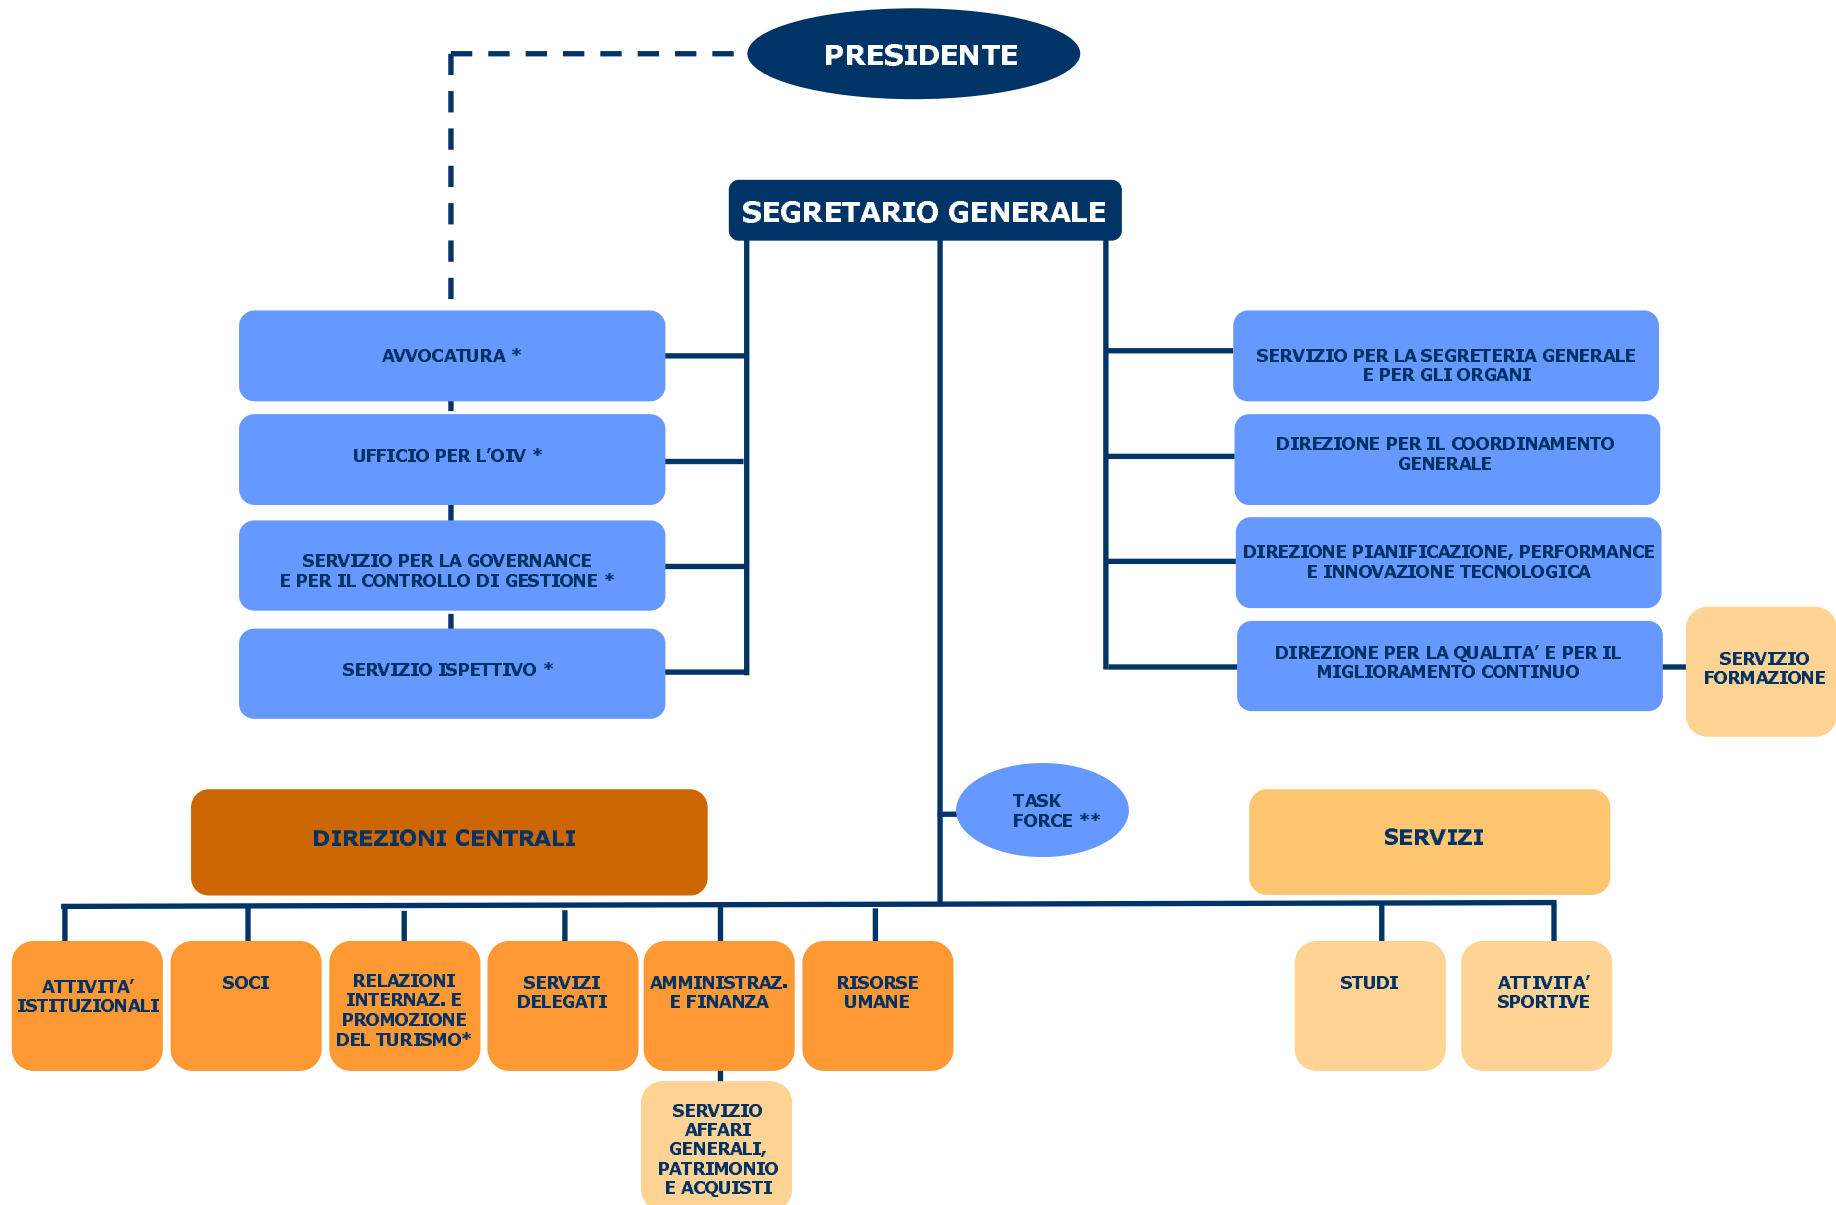 PRESIDENTE
SEGRETARIO GENERALE
AVVOCATURA *
UFFICIO PER L’OIV *
SERVIZIO PER LA GOVERNANCE
E PER IL CONTROLLO DI GESTIONE *
SERVIZIO ISPETTIVO *
SERVIZIO PER LA SEGRETERIA GENERALE
E PER GLI ORGANI
DIREZIONE PER IL COORDINAMENTO
GENERALE
DIREZIONE PIANIFICAZIONE, PERFORMANCE
E INNOVAZIONE TECNOLOGICA
DIREZIONE PER LA QUALITA’ E PER IL
MIGLIORAMENTO CONTINUO
SERVIZIO
FORMAZIONE
TASK
FORCE **
DIREZIONI CENTRALI
SERVIZI
ATTIVITA’
ISTITUZIONALI
SOCI
RELAZIONI
INTERNAZ. E
PROMOZIONE
DEL TURISMO*
SERVIZI
DELEGATI
AMMINISTRAZ.
E FINANZA
RISORSE
UMANE
STUDI
ATTIVITA’
SPORTIVE
SERVIZIO
AFFARI
GENERALI,
PATRIMONIO
E ACQUISTI